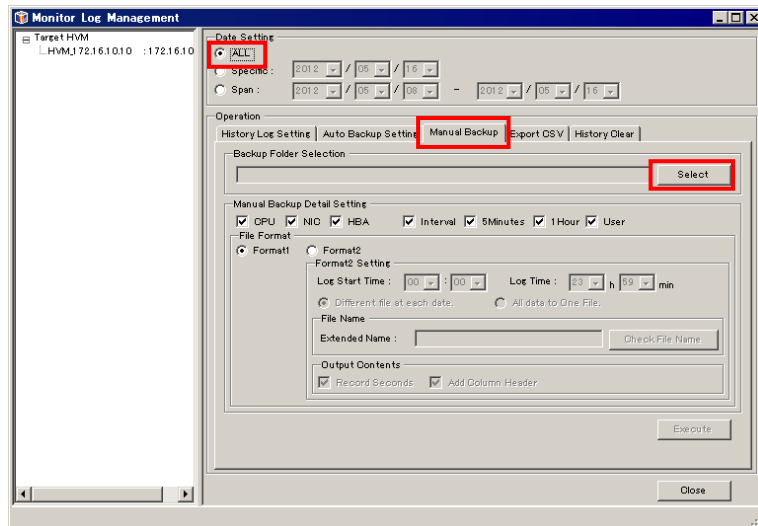 Monitor Log Management
Target HVM
HVM_172.16.10.10 : 172.16.10
Date Setting
ALL
Specific : 2012 / 05 / 16
Span : 2012 / 05 / 08 - 2012 / 05 / 16
Operation
History Log Setting Auto Backup Setting Manual Backup Export CSV History Clear
Backup Folder Selection
Select
Manual Backup Detail Setting
CPU NIC HBA Interval 5Minutes 1Hour User
File Format
Format1 Format2
Format2 Setting
Log Start Time : 00 : 00 Log Time : 23 h 59 min
Different file at each date. All data to One File.
File Name
Extended Name : Check File Name
Output Contents
Record Seconds Add Column Header
Execute
Close